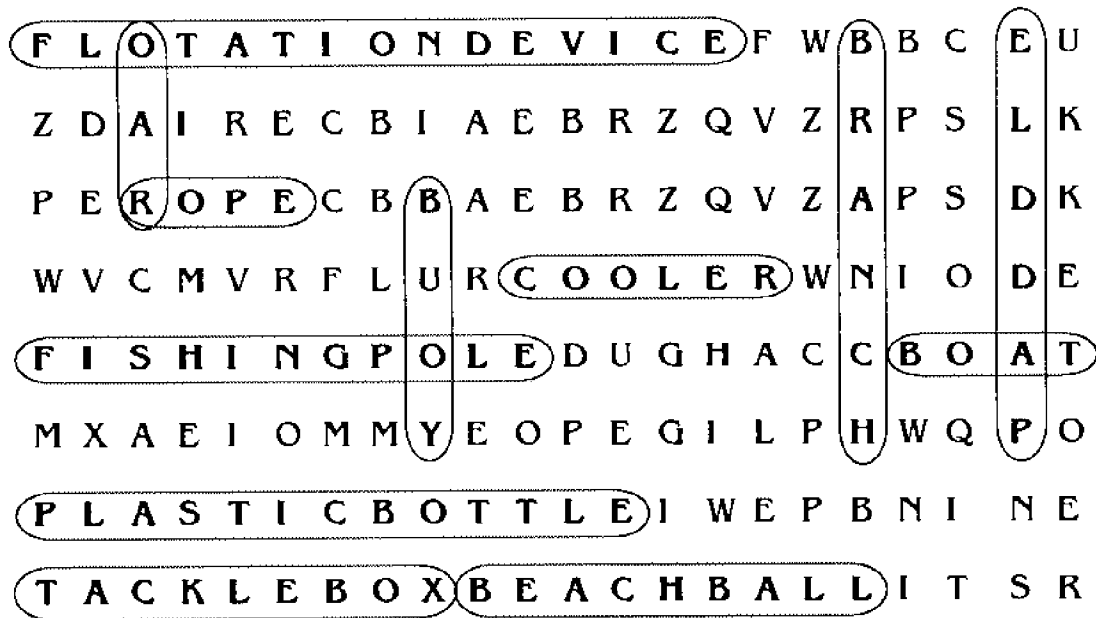 F L O T A T I O N D E V I C E F W B B C E U
Z D A I R E C B I A E B R Z Q V Z R P S L K
P E R O P E C B B A E B R Z Q V Z A P S D K
W V C M V R F L U R C O O L E R W N I O D E
F I S H I N G P O L E D U G H A C C B O A T
M X A E I O M M Y E O P E G I L P H W Q P O
P L A S T I C B O T T L E I W E P B N I N E
T A C K L E B O X B E A C H B A L L I T S R